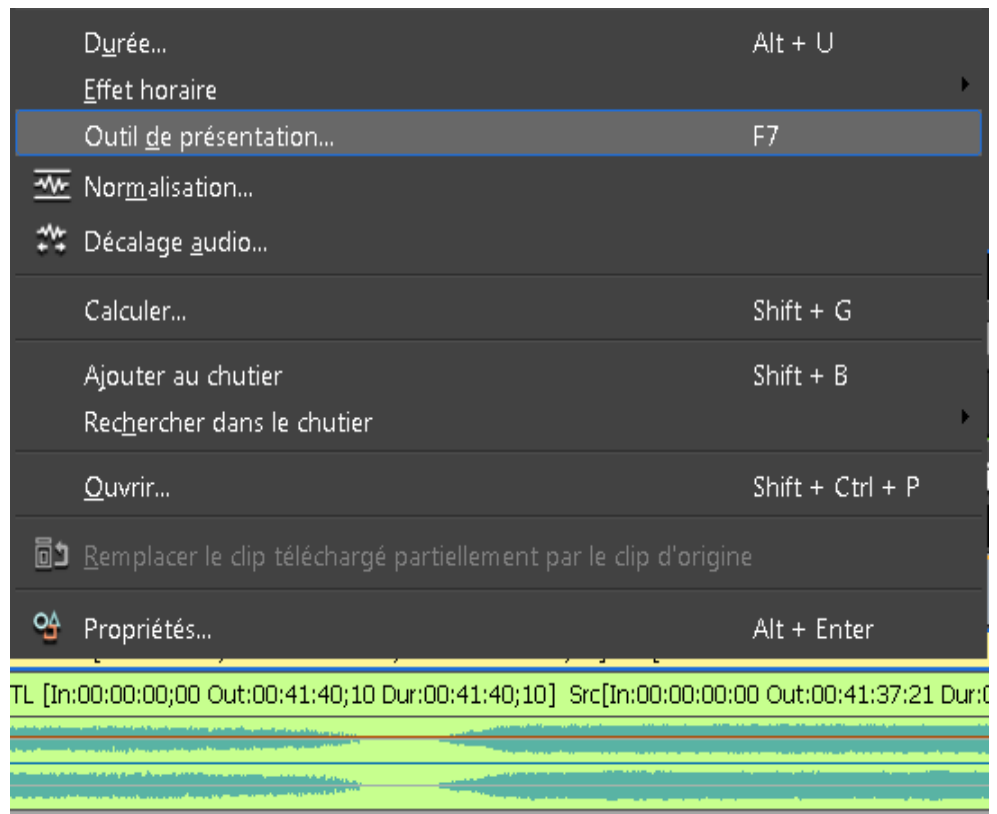 Durée... Alt + U
Effet horaire
Outil de présentation... F7
Normalisation...
Décalage audio...
Calculer... Shift + G
Ajouter au chutier Shift + B
Rechercher dans le chutier
Ouvrir... Shift + Ctrl + P
Remplacer le clip téléchargé partiellement par le clip d'origine
Propriétés... Alt + Enter
TL [In:00:00:00;00 Out:00:41:40;10 Dur:00:41:40;10] Src[In:00:00:00:00 Out:00:41:37:21 Dur: